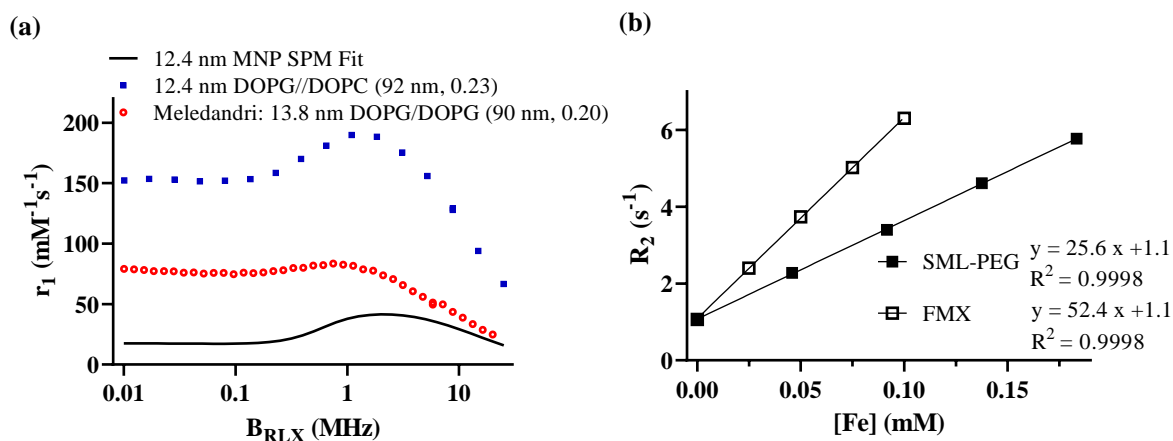 (a)
12.4 nm MNP SPM Fit
12.4 nm DOPG//DOPC (92 nm, 0.23)
Meledandri: 13.8 nm DOPG/DOPG (90 nm, 0.20)
200
150
100
50
0
r1 (mM-1s-1)
0.01
0.1
1
10
BRLX (MHz)
(b)
6
4
2
0
R2 (s-1)
SML-PEG
y = 25.6 x +1.1
R2 = 0.9998
FMX
y = 52.4 x +1.1
R2 = 0.9998
0.00
0.05
0.10
0.15
[Fe] (mM)